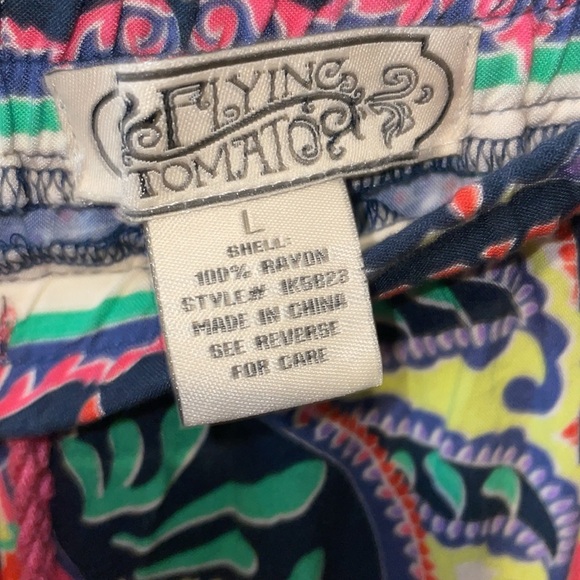 FLYING
TOMATO
L
SHELL:
100% RAYON
STYLE# 1K5823
MADE IN CHINA
SEE REVERSE
FOR CARE